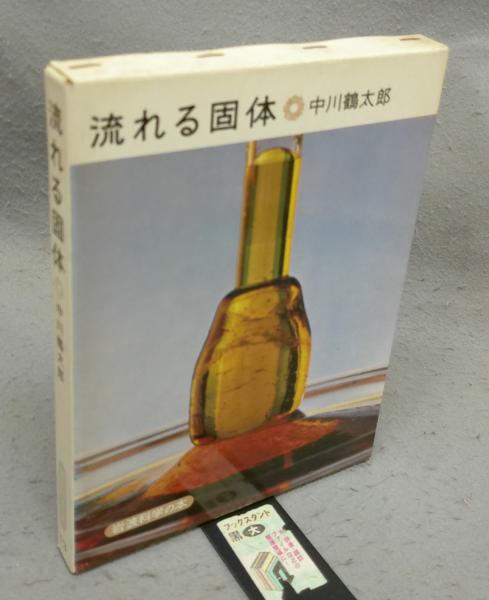 流れる固体 中川鶴太郎
流れる固体 中川鶴太郎
岩波科学の本
ブックスタンド
黒 大